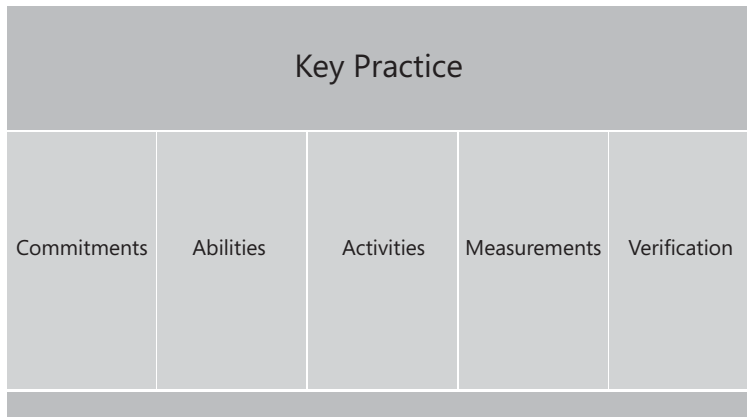 Key Practice
Commitments
Abilities
Activities
Measurements
Verification